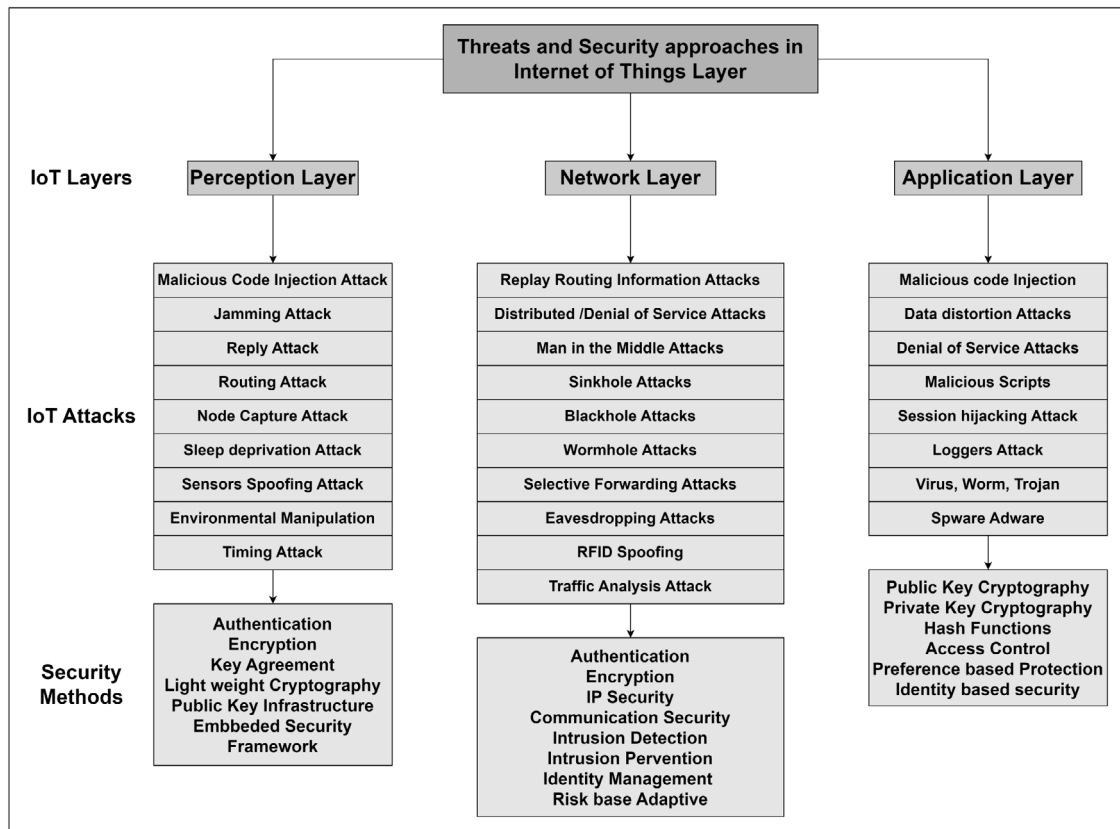 Threats and Security approaches in
Internet of Things Layer
IoT Layers
Perception Layer
Network Layer
Application Layer
IoT Attacks
Malicious Code Injection Attack
Jamming Attack
Reply Attack
Routing Attack
Node Capture Attack
Sleep deprivation Attack
Sensors Spoofing Attack
Environmental Manipulation
Timing Attack
Replay Routing Information Attacks
Distributed /Denial of Service Attacks
Man in the Middle Attacks
Sinkhole Attacks
Blackhole Attacks
Wormhole Attacks
Selective Forwarding Attacks
Eavesdropping Attacks
RFID Spoofing
Traffic Analysis Attack
Malicious code Injection
Data distortion Attacks
Denial of Service Attacks
Malicious Scripts
Session hijacking Attack
Loggers Attack
Virus, Worm, Trojan
Spware Adware
Security
Methods
Authentication
Encryption
Key Agreement
Light weight Cryptography
Public Key Infrastructure
Embbeded Security
Framework
Authentication
Encryption
IP Security
Communication Security
Intrusion Detection
Intrusion Pervention
Identity Management
Risk base Adaptive
Public Key Cryptography
Private Key Cryptography
Hash Functions
Access Control
Preference based Protection
Identity based security